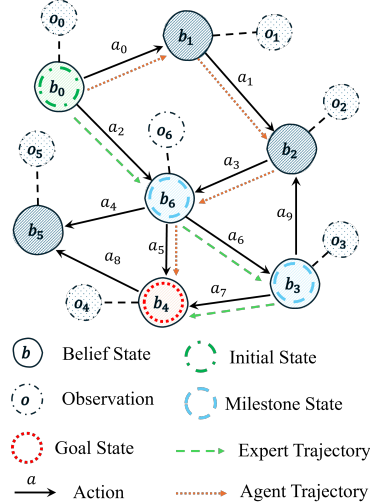 o₀
a₀
b₁
o₁
b₀
a₁
a₂
o₆
o₂
o₅
a₃
b₂
b₆
a₄
b₅
a₅
a₆
a₉
o₃
a₈
b₃
o₄
b₄
a₇
b Belief State
Initial State
o Observation
Milestone State
Goal State
Expert Trajectory
a Action
Agent Trajectory